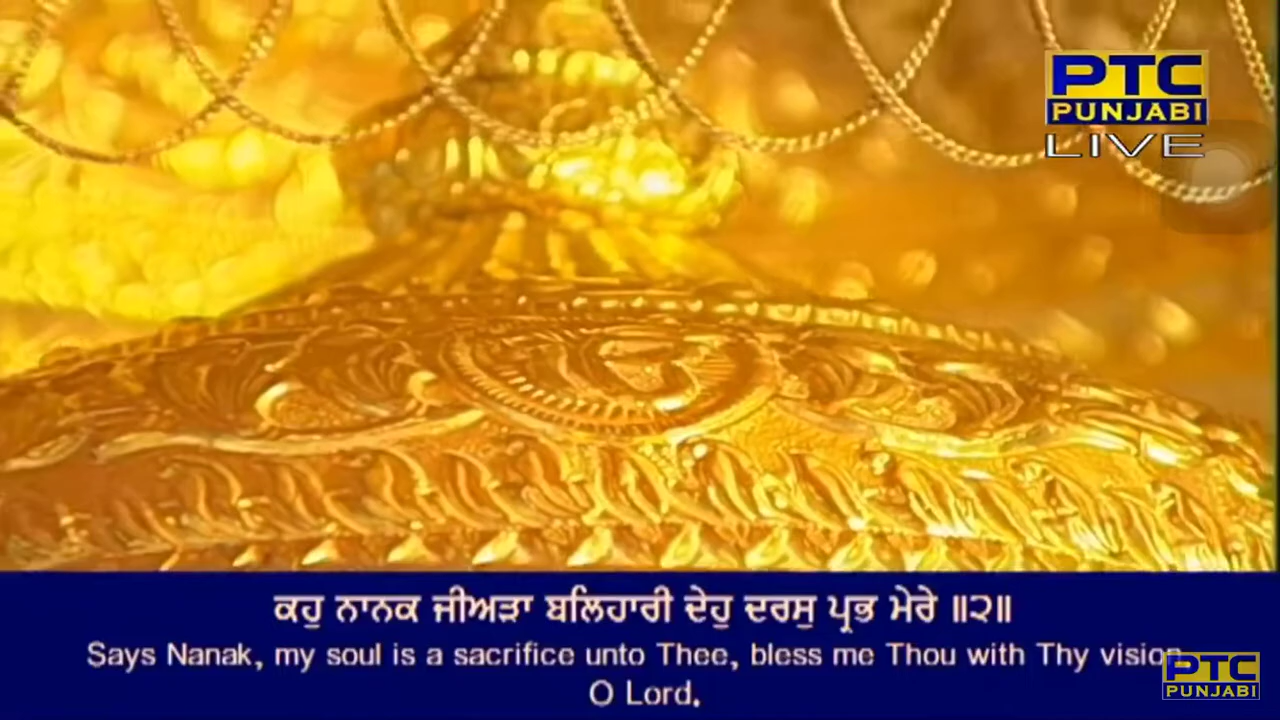 PTC
PUNJABI
LIVE
ਕਹੁ ਨਾਨਕ ਜੀਅੜਾ ਬਲਿਹਾਰੀ ਦੇਹੁ ਦਰਸੁ ਪ੍ਰਭ ਮੇਰੇ ॥੨॥
Says Nanak, my soul is a sacrifice unto Thee, bless me Thou with Thy vision
O Lord.
PTC
PUNJABI